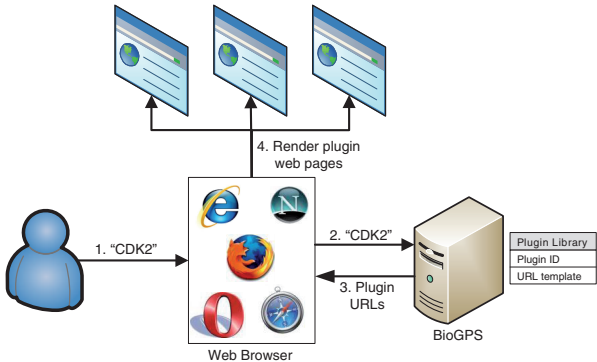 4. Render plugin
web pages
1. “CDK2”
N
2. “CDK2”
3. Plugin
URLs
Plugin Library
Plugin ID
URL template
BioGPS
Web Browser